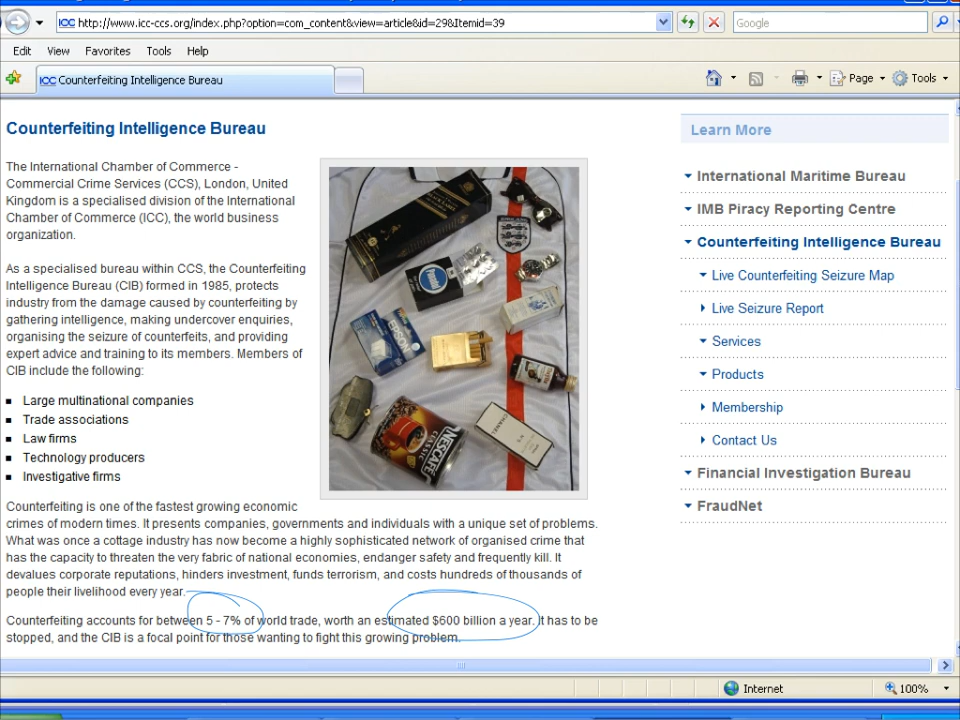 ICC http://www.icc-ccs.org/index.php?option=com_content&view=article&id=29&Itemid=39
Google
Edit View Favorites Tools Help
ICC Counterfeiting Intelligence Bureau
Page Tools
Counterfeiting Intelligence Bureau
The International Chamber of Commerce -
Commercial Crime Services (CCS), London, United
Kingdom is a specialised division of the International
Chamber of Commerce (ICC), the world business
organization.
As a specialised bureau within CCS, the Counterfeiting
Intelligence Bureau (CIB) formed in 1985, protects
industry from the damage caused by counterfeiting by
gathering intelligence, making undercover enquiries,
organising the seizure of counterfeits, and providing
expert advice and training to its members. Members of
CIB include the following:
Large multinational companies
Trade associations
Law firms
Technology producers
Investigative firms
EPSON
CHANEL
NESCAFÉ
CLASSIC
Counterfeiting is one of the fastest growing economic
crimes of modern times. It presents companies, governments and individuals with a unique set of problems.
What was once a cottage industry has now become a highly sophisticated network of organised crime that
has the capacity to threaten the very fabric of national economies, endanger safety and frequently kill. It
devalues corporate reputations, hinders investment, funds terrorism, and costs hundreds of thousands of
people their livelihood every year.
Counterfeiting accounts for between 5 - 7% of world trade, worth an estimated $600 billion a year. It has to be
stopped, and the CIB is a focal point for those wanting to fight this growing problem.
Learn More
International Maritime Bureau
IMB Piracy Reporting Centre
Counterfeiting Intelligence Bureau
Live Counterfeiting Seizure Map
Live Seizure Report
Services
Products
Membership
Contact Us
Financial Investigation Bureau
FraudNet
Internet
100%